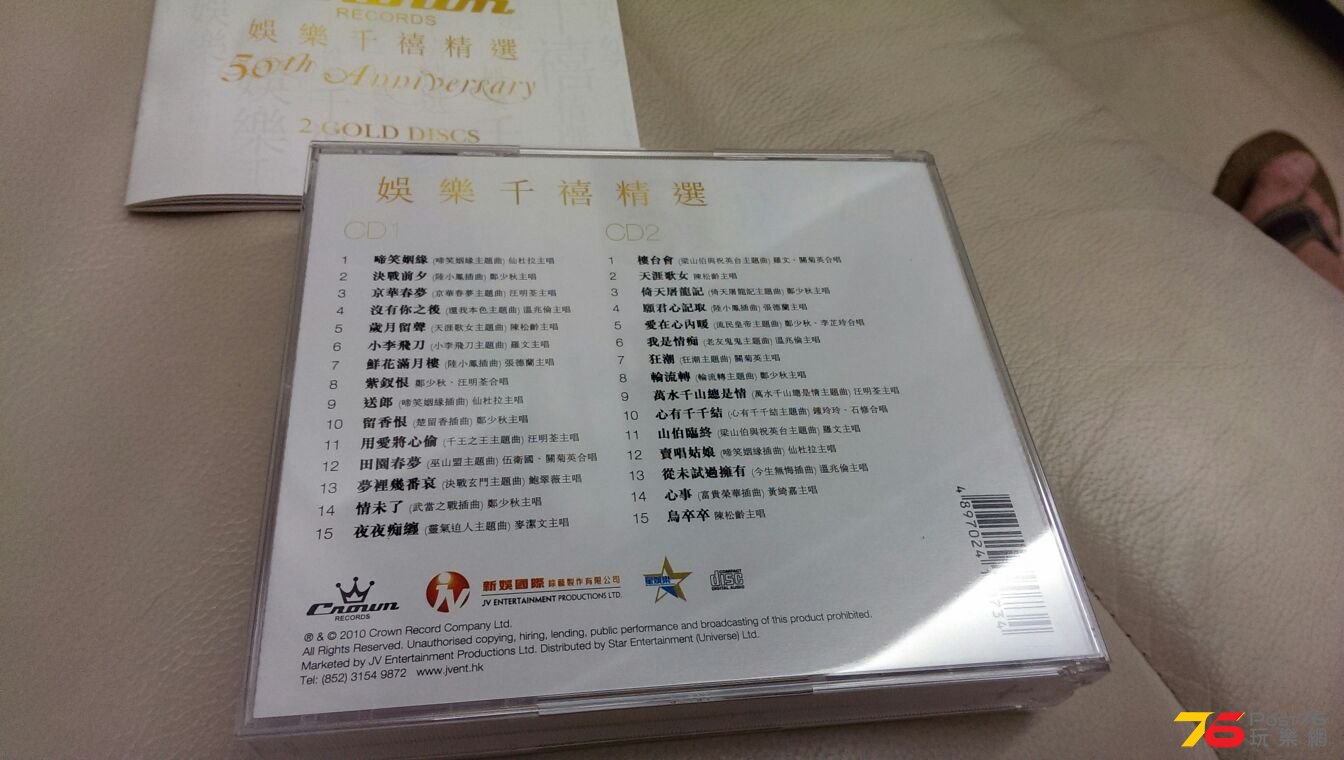 Crown
RECORDS
娛樂千禧精選
50th Anniversary
2 GOLD DISCS
娛樂千禧精選
CD1
1 啼笑姻緣 (啼笑姻緣主題曲) 仙杜拉主唱
2 決戰前夕 (陸小鳳插曲) 鄭少秋主唱
3 京華春夢 (京華春夢主題曲) 汪明荃主唱
4 沒有你之後 (還我本色主題曲) 溫兆倫主唱
5 歲月留聲 (天涯歌女主題曲) 陳松齡主唱
6 小李飛刀 (小李飛刀主題曲) 羅文主唱
7 鮮花滿月樓 (陸小鳳插曲) 張德蘭主唱
8 紫釵恨 鄭少秋、汪明荃合唱
9 送郎 (啼笑姻緣插曲) 仙杜拉主唱
10 留香恨 (楚留香插曲) 鄭少秋主唱
11 用愛將心偷 (千王之王主題曲) 汪明荃主唱
12 田園春夢 (巫山盟主題曲) 伍衛國、關菊英合唱
13 夢裡幾番哀 (決戰玄門主題曲) 鮑翠薇主唱
14 情未了 (武當之戰插曲) 鄭少秋主唱
15 夜夜痴纏 (靈氣迫人主題曲) 麥潔文主唱
CD2
1 樓台會 (梁山伯與祝英台主題曲) 羅文、關菊英合唱
2 天涯歌女 陳松齡主唱
3 倚天屠龍記 (倚天屠龍記主題曲) 鄭少秋主唱
4 願君心記取 (陸小鳳插曲) 張德蘭主唱
5 愛在心內暖 (流民皇帝主題曲) 鄭少秋、李芷玲合唱
6 我是情痴 (老友鬼鬼主題曲) 溫兆倫主唱
7 狂潮 (狂潮主題曲) 關菊英主唱
8 輪流轉 (輪流轉主題曲) 鄭少秋主唱
9 萬水千山總是情 (萬水千山總是情主題曲) 汪明荃主唱
10 心有千千結 (心有千千結主題曲) 鍾玲玲、石修合唱
11 山伯臨終 (梁山伯與祝英台主題曲) 羅文主唱
12 賣唱姑娘 (啼笑姻緣插曲) 仙杜拉主唱
13 從未試過擁有 (今生無悔插曲) 溫兆倫主唱
14 心事 (富貴榮華插曲) 黃綺嘉主唱
15 鳥卒卒 陳松齡主唱
4 897024
734
Crown
RECORDS
新娛國際 綜藝製作有限公司
JV ENTERTAINMENT PRODUCTIONS LTD.
星娛樂
COMPACT
disc
DIGITAL AUDIO
℗ & © 2010 Crown Record Company Ltd.
All Rights Reserved. Unauthorised copying, hiring, lending, public performance and broadcasting of this product prohibited.
Marketed by JV Entertainment Productions Ltd. Distributed by Star Entertainment (Universe) Ltd.
Tel: (852) 3154 9872 www.jvent.hk
76
Post76
玩樂網